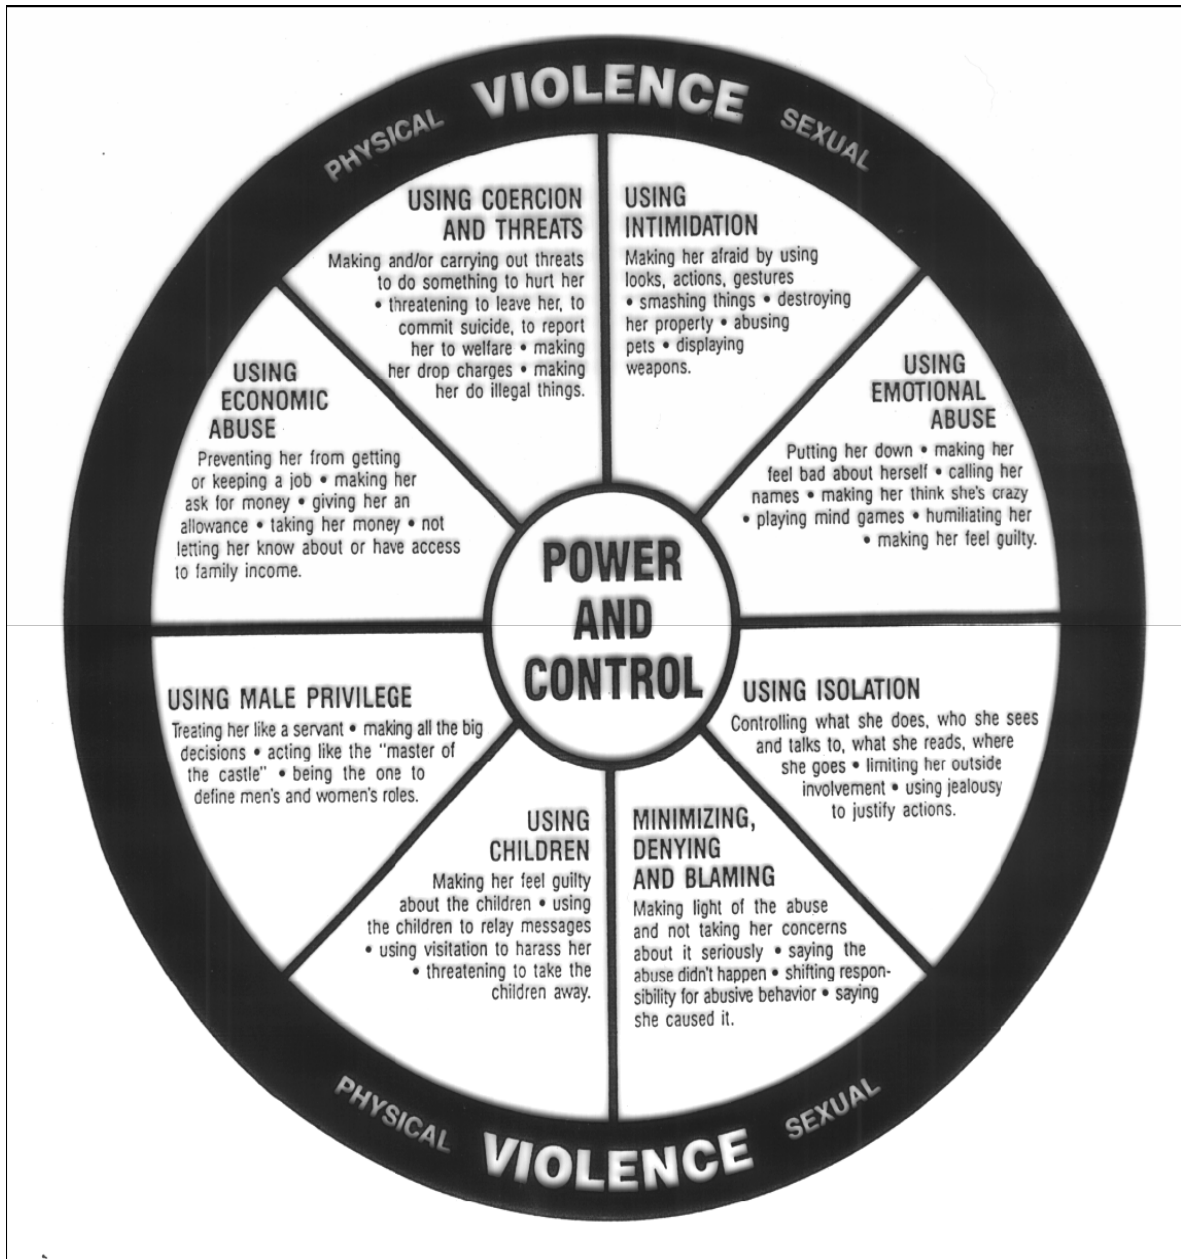 PHYSICAL VIOLENCE SEXUAL
USING COERCION
AND THREATS
Making and/or carrying out threats
to do something to hurt her
• threatening to leave her, to
commit suicide, to report
her to welfare • making
her drop charges • making
her do illegal things.
USING
INTIMIDATION
Making her afraid by using
looks, actions, gestures
• smashing things • destroying
her property • abusing
pets • displaying
weapons.
USING
EMOTIONAL
ABUSE
Putting her down • making her
feel bad about herself • calling her
names • making her think she's crazy
• playing mind games • humiliating her
• making her feel guilty.
USING ISOLATION
Controlling what she does, who she sees
and talks to, what she reads, where
she goes • limiting her outside
involvement • using jealousy
to justify actions.
MINIMIZING,
DENYING
AND BLAMING
Making light of the abuse
and not taking her concerns
about it seriously • saying the
abuse didn't happen • shifting respon-
sibility for abusive behavior • saying
she caused it.
USING
CHILDREN
Making her feel guilty
about the children • using
the children to relay messages
• using visitation to harass her
• threatening to take the
children away.
USING MALE PRIVILEGE
Treating her like a servant • making all the big
decisions • acting like the "master of
the castle" • being the one to
define men's and women's roles.
USING
ECONOMIC
ABUSE
Preventing her from getting
or keeping a job • making her
ask for money • giving her an
allowance • taking her money • not
letting her know about or have access
to family income.
POWER
AND
CONTROL
PHYSICAL VIOLENCE SEXUAL